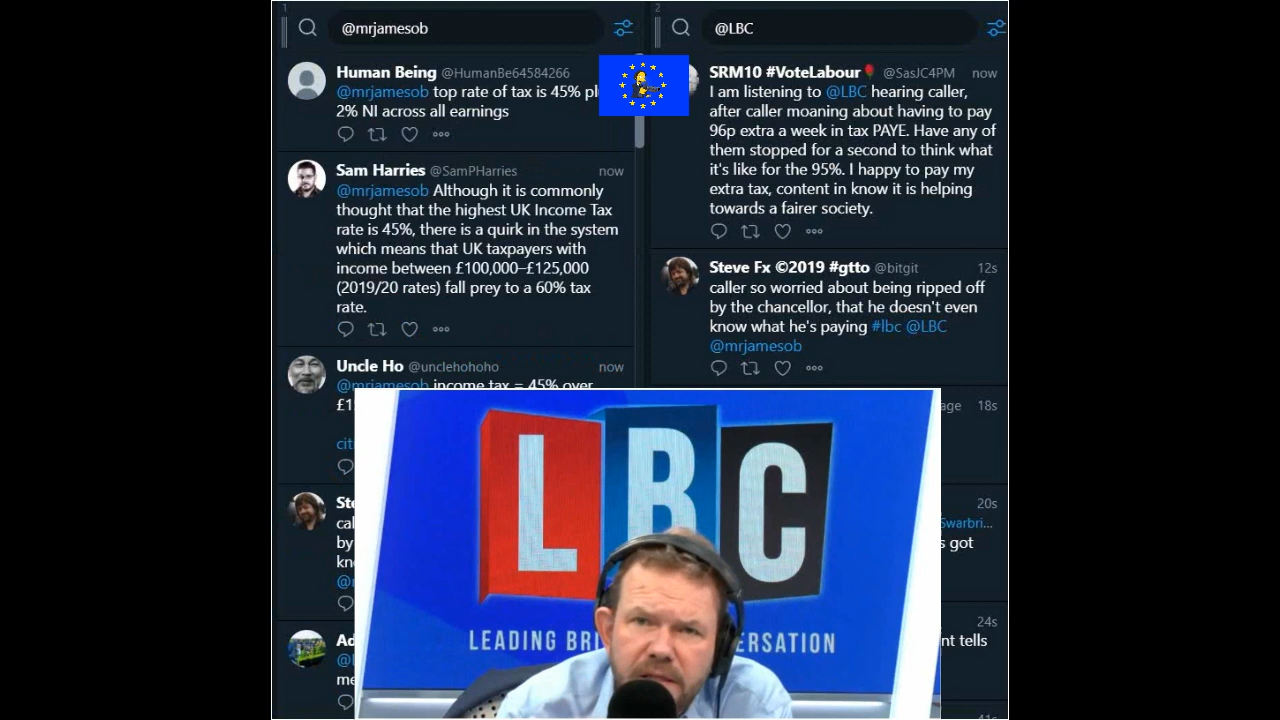 1
@mrjamesob
Human Being @HumanBe64584266
@mrjamesob top rate of tax is 45%
2% NI across all earnings
Sam Harries @SamPHarries now
@mrjamesob Although it is commonly
thought that the highest UK Income Tax
rate is 45%, there is a quirk in the system
which means that UK taxpayers with
income between £100,000–£125,000
(2019/20 rates) fall prey to a 60% tax
rate.
Uncle Ho @unclehohoho now
@mrjamesob income tax = 45% over
2
@LBC
SRM10 #VoteLabour🌹 @SasJC4PM now
I am listening to @LBC hearing caller,
after caller moaning about having to pay
96p extra a week in tax PAYE. Have any of
them stopped for a second to think what
it's like for the 95%. I happy to pay my
extra tax, content in know it is helping
towards a fairer society.
Steve Fx ©2019 #gtto @bitgit 12s
caller so worried about being ripped off
by the chancellor, that he doesn't even
know what he's paying #lbc @LBC
@mrjamesob
18s
20s
got
24s
tells
LBC
LEADING